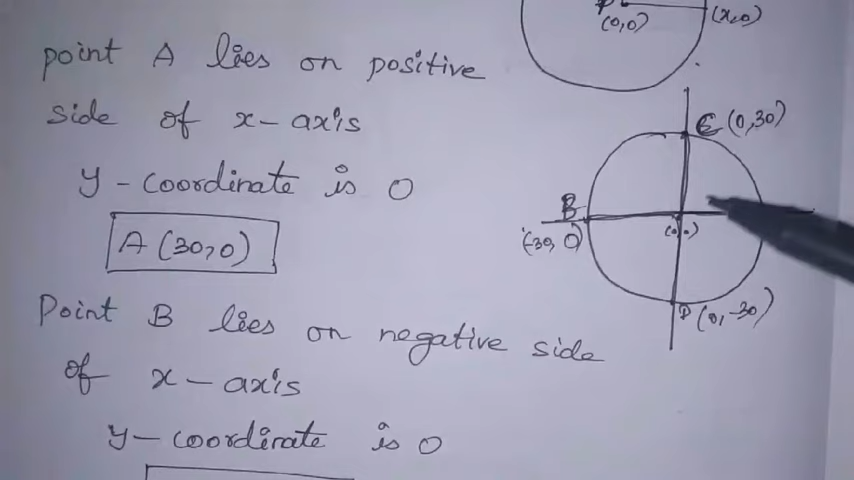 point A lies on positive
side of x-axis
y-coordinate is 0
A (30,0)
Point B lies on negative side
of x-axis
y-coordinate is 0
(0,0)
(x,0)
(0,30)
B
(-30, 0)
(0,0)
D (0,-30)